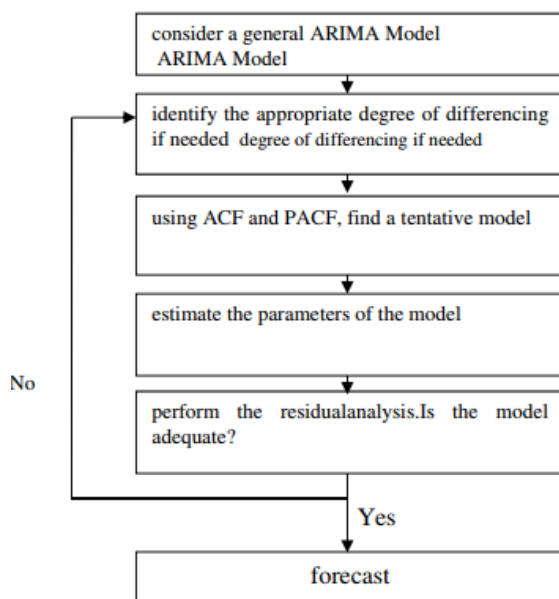 consider a general ARIMA Model
ARIMA Model
identify the appropriate degree of differencing
if needed degree of differencing if needed
using ACF and PACF, find a tentative model
estimate the parameters of the model
No
perform the residualanalysis.Is the model
adequate?
Yes
forecast